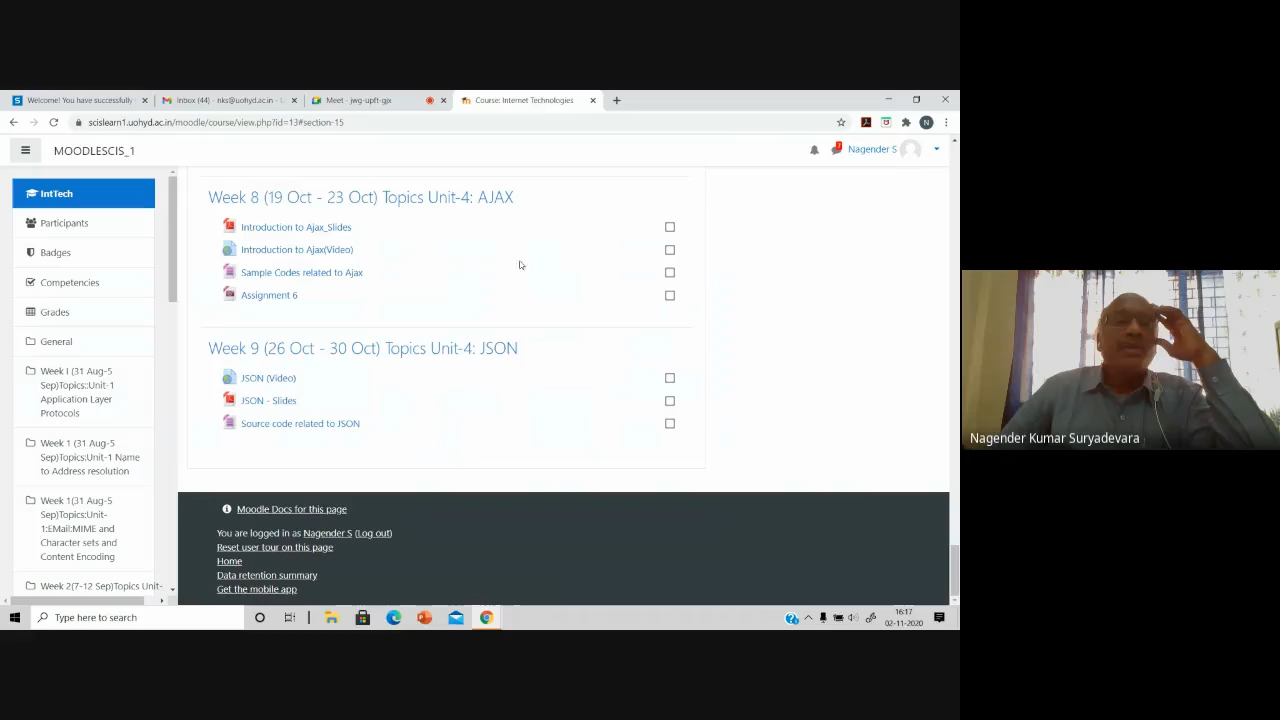 Welcome! You have successfully
Inbox (44) - nks@uohyd.ac.in -
Meet - jwg-upft-gjx
Course: Internet Technologies
scislearn1.uohyd.ac.in/moodle/course/view.php?id=13#section-15
N
MOODLESCIS_1
Nagender S
IntTech
Participants
Badges
Competencies
Grades
General
Week I (31 Aug-5
Sep)Topics::Unit-1
Application Layer
Protocols
Week 1 (31 Aug-5
Sep)Topics:Unit-1 Name
to Address resolution
Week 1(31 Aug-5
Sep)Topics:Unit-
1:EMail:MIME and
Character sets and
Content Encoding
Week 2(7-12 Sep)Topics Unit-
Week 8 (19 Oct - 23 Oct) Topics Unit-4: AJAX
Introduction to Ajax_Slides
Introduction to Ajax(Video)
Sample Codes related to Ajax
Assignment 6
Week 9 (26 Oct - 30 Oct) Topics Unit-4: JSON
JSON (Video)
JSON - Slides
Source code related to JSON
Moodle Docs for this page
You are logged in as Nagender S (Log out)
Reset user tour on this page
Home
Data retention summary
Get the mobile app
Type here to search
16:17
02-11-2020
Nagender Kumar Suryadevara